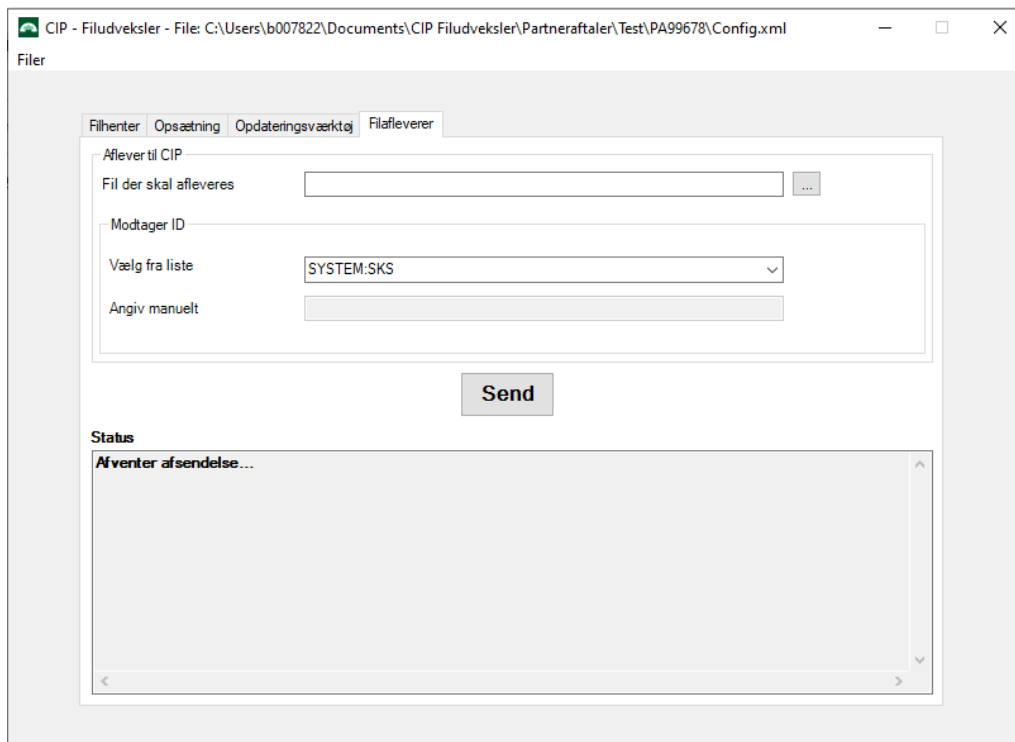 CIP - Filudveksler - File: C:\Users\b007822\Documents\CIP Filudveksler\Partneraftaler\Test\PA99678\Config.xml
Filer
Filhenter Opsætning Opdateringsværktøj Filafleverer
Aflever til CIP
Fil der skal afleveres
...
Modtager ID
Vælg fra liste SYSTEM:SKS
Angiv manuelt
Send
Status
Afventer afsendelse...